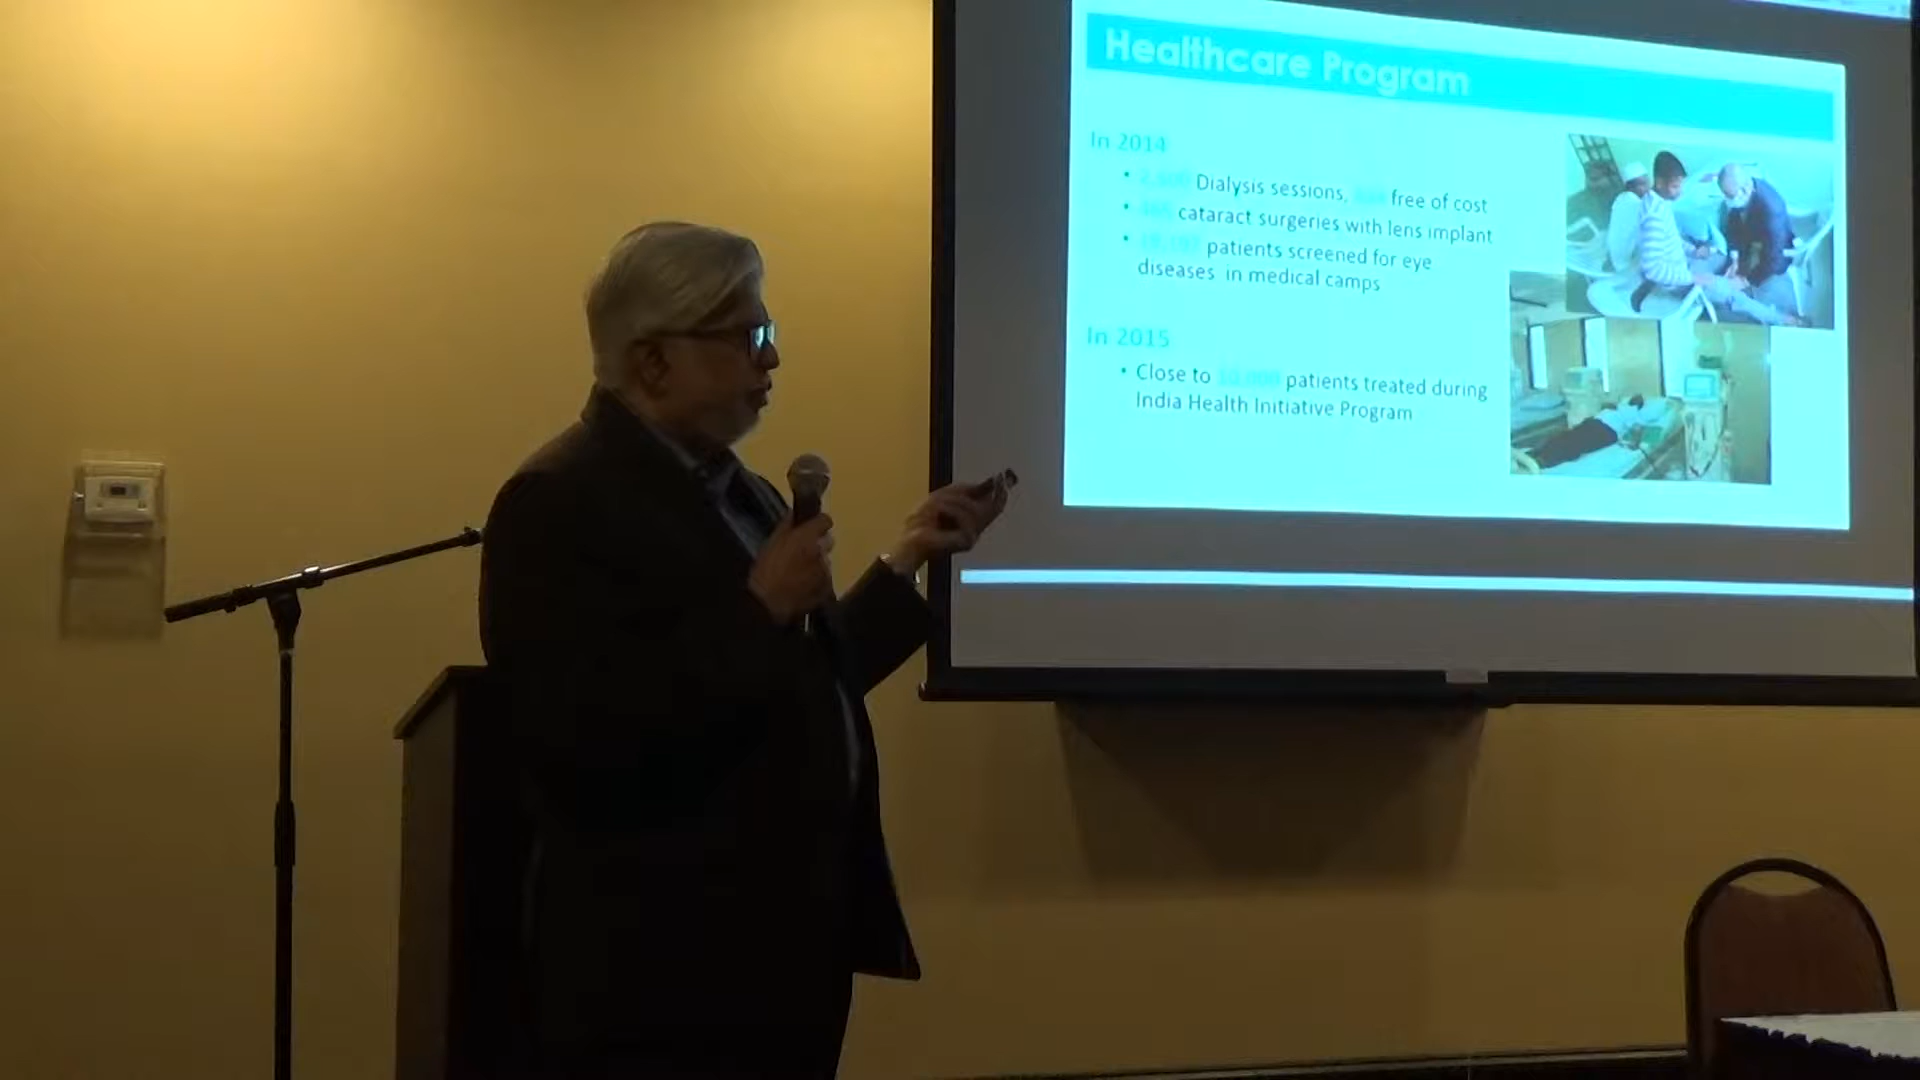 Healthcare Program
In 2014
• Dialysis sessions, free of cost
• cataract surgeries with lens implant
• patients screened for eye
diseases in medical camps
In 2015
• Close to patients treated during
India Health Initiative Program